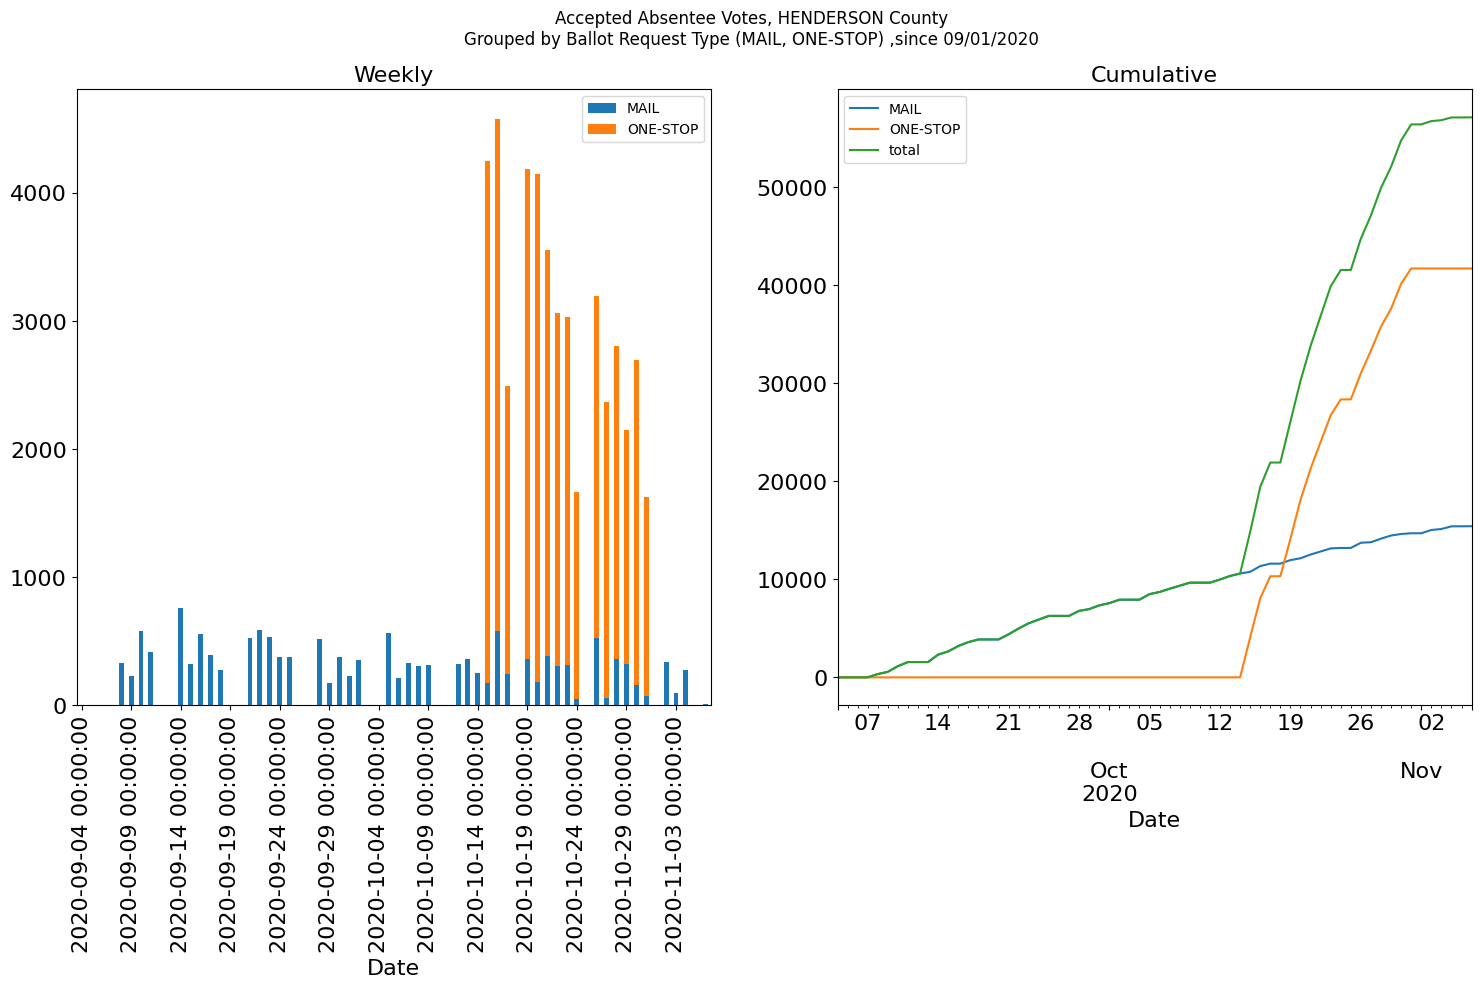 Accepted Absentee Votes, HENDERSON County
Grouped by Ballot Request Type (MAIL, ONE-STOP) ,since 09/01/2020
Weekly
MAIL
ONE-STOP
4000
3000
2000
1000
0
2020-09-04 00:00:00
2020-09-09 00:00:00
2020-09-14 00:00:00
2020-09-19 00:00:00
2020-09-24 00:00:00
2020-09-29 00:00:00
2020-10-04 00:00:00
2020-10-09 00:00:00
2020-10-14 00:00:00
2020-10-19 00:00:00
2020-10-24 00:00:00
2020-10-29 00:00:00
2020-11-03 00:00:00
Date
Cumulative
MAIL
ONE-STOP
total
50000
40000
30000
20000
10000
0
07 14 21 28 05 12 19 26 02
Oct Nov
2020
Date